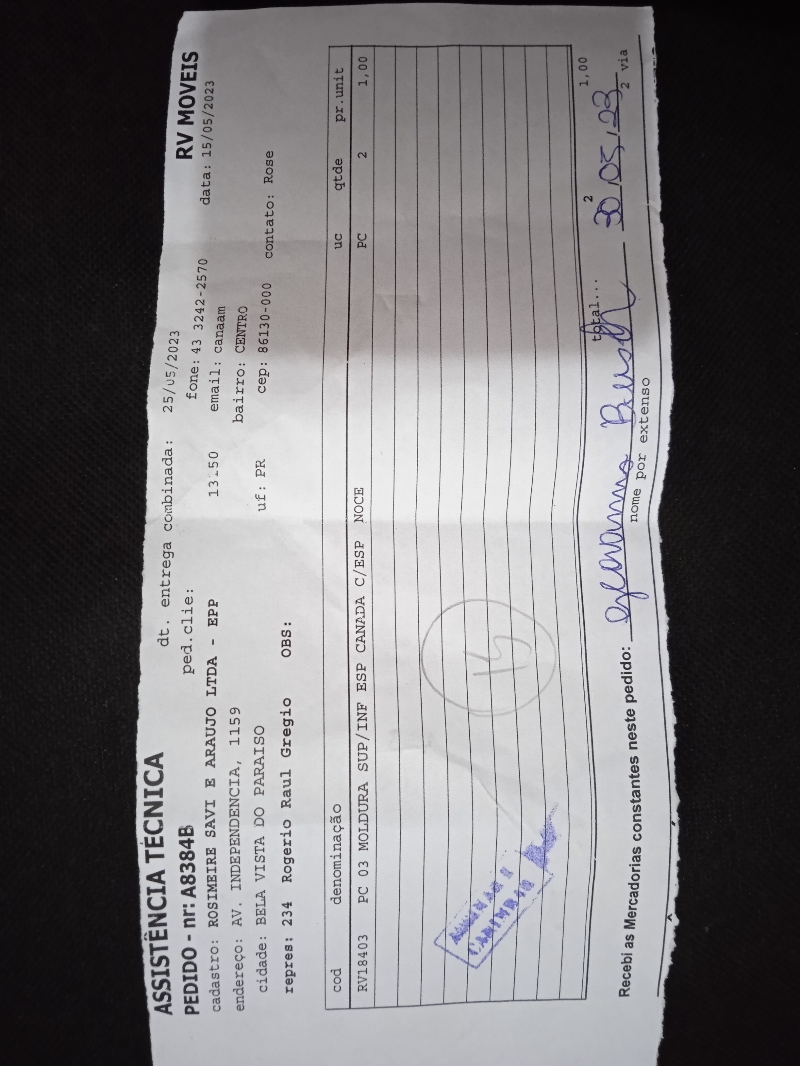 ASSISTÊNCIA TÉCNICA dt. entrega combinada: 25/05/2023 RV MOVEIS
PEDIDO - nr: A8384B ped.clie: fone: 43 3242-2570 data: 15/05/2023
cadastro: ROSIMEIRE SAVI E ARAUJO LTDA - EPP 13150 email: canaam
endereço: AV. INDEPENDENCIA, 1159 bairro: CENTRO
cidade: BELA VISTA DO PARAISO uf: PR cep: 86130-000 contato: Rose
repres: 234 Rogerio Raul Gregio OBS:
cod denominação uc qtde pr.unit
RV18403 PC 03 MOLDURA SUP/INF ESP CANADA C/ESP NOCE PC 2 1,00
ASSINAR E
CARIMBAR
total... 2 1,00
Recebi as Mercadorias constantes neste pedido: 30/05/23 2 via
nome por extenso